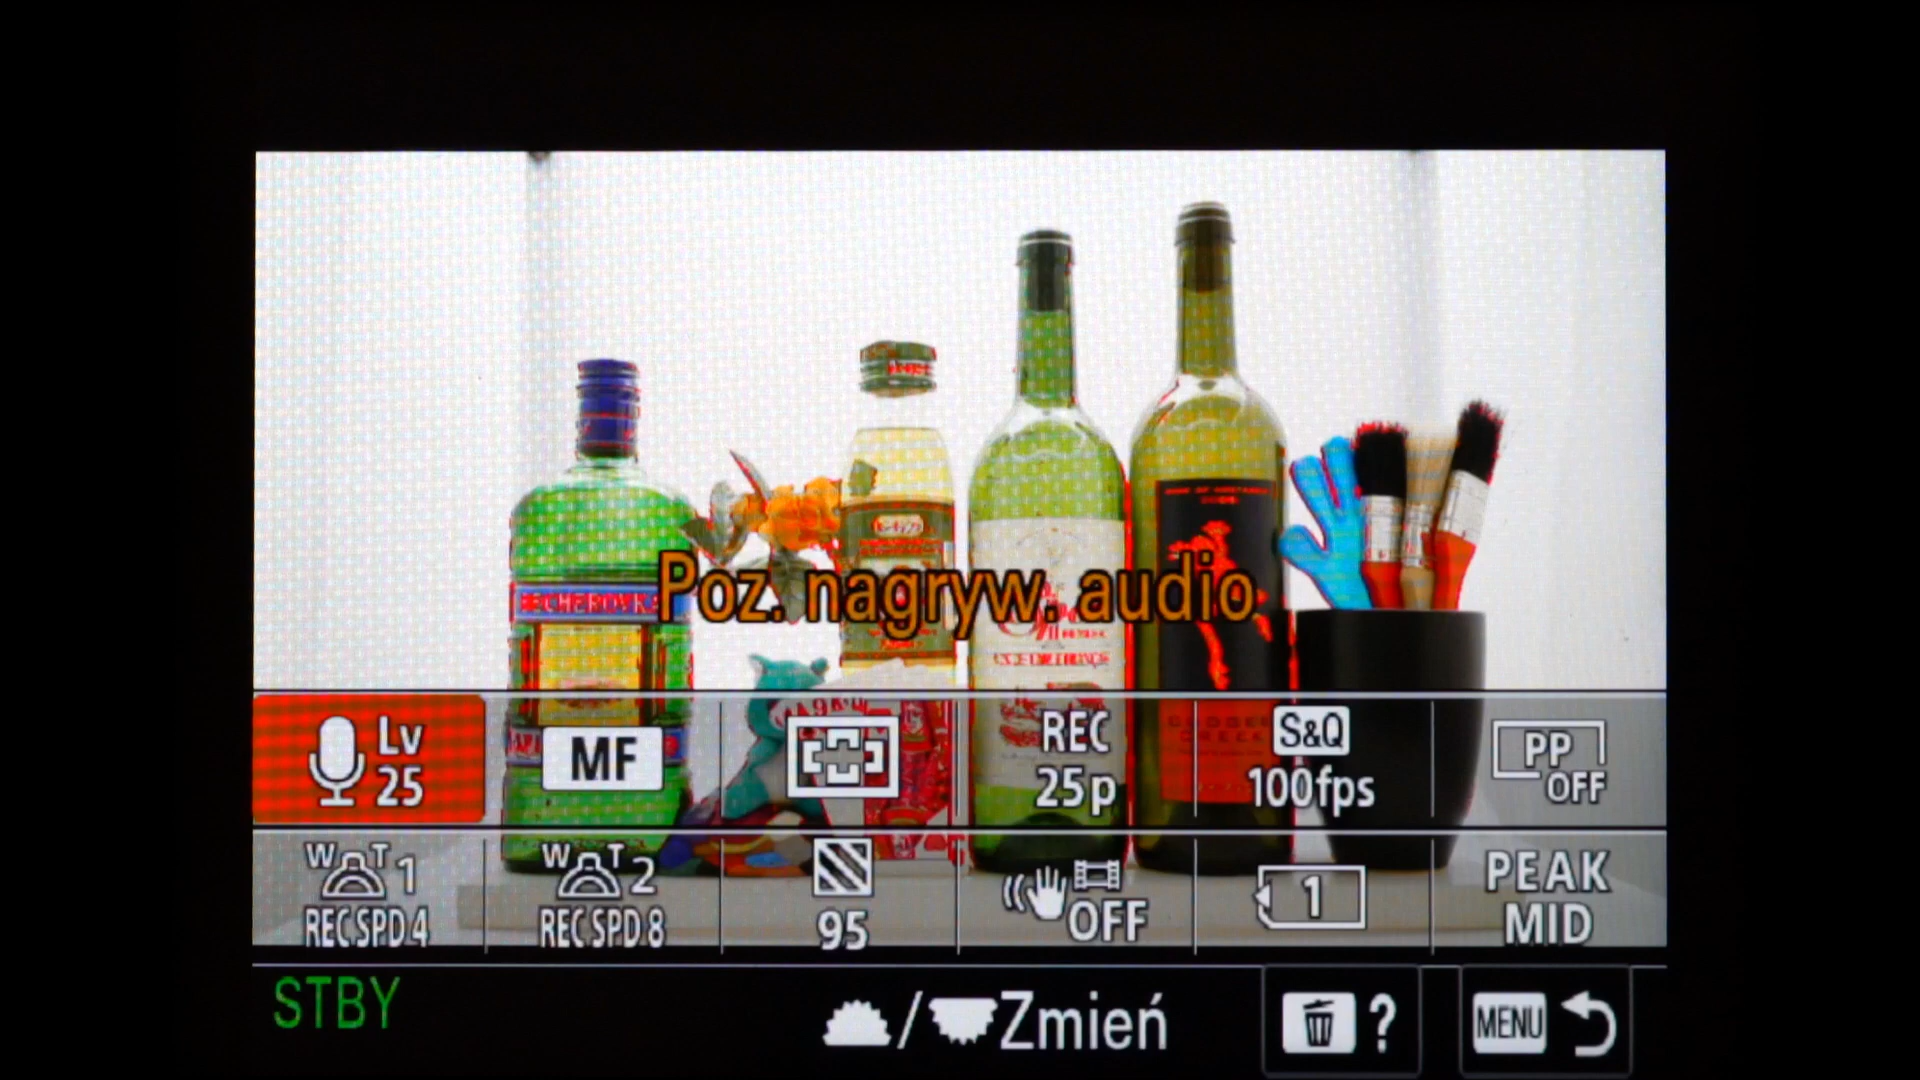 BECHEROVKA
Poz. nagryw. audio
Lv
25
MF
REC
25p
S&Q
100fps
PP
OFF
W T 1
REC SPD 4
W T 2
REC SPD 8
95
OFF
1
PEAK
MID
STBY
/ Zmień
?
MENU